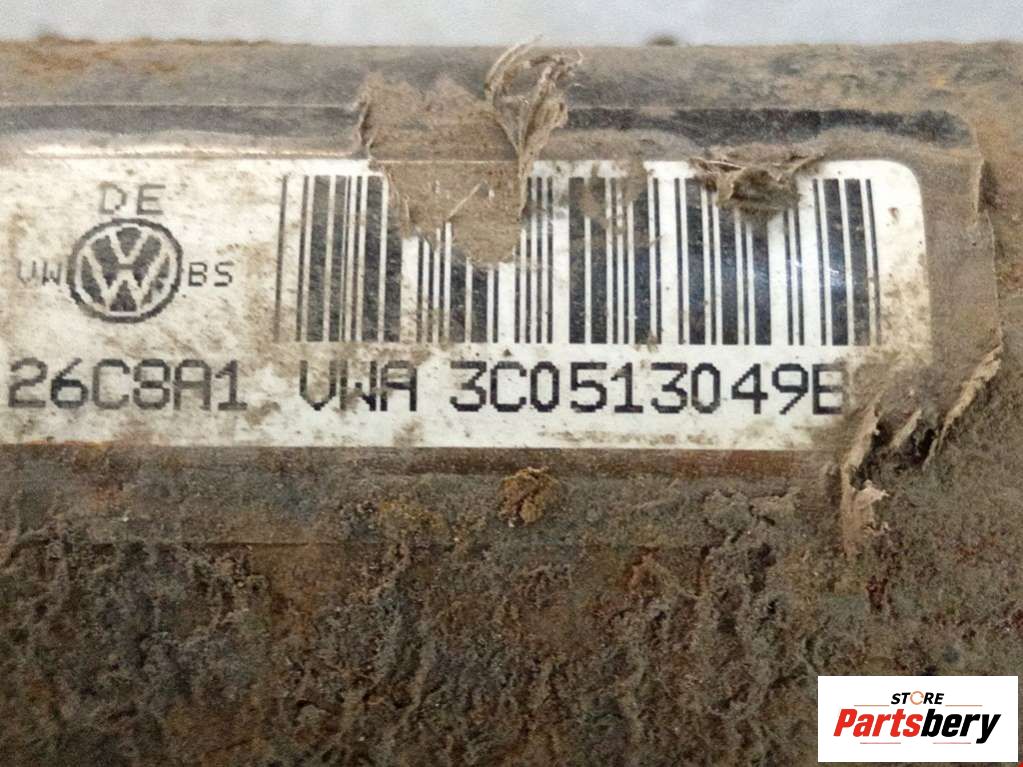 DE
VW BS
26C8A1 VWA 3C0513049B
STORE
Partsbery